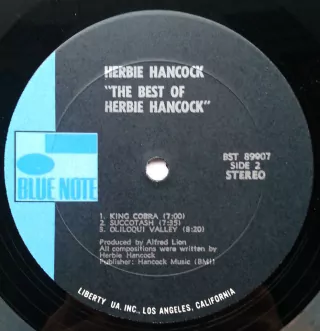 HERBIE HANCOCK
"THE BEST OF
HERBIE HANCOCK"
BST 89907
SIDE 2
STEREO
BLUE NOTE
1. KING COBRA (7:00)
2. SUCCOTASH (7:35)
3. OLILOQUI VALLEY (8:20)
Produced by Alfred Lion
All compositions were written by
Herbie Hancock
Publisher: Hancock Music (BMI)
LIBERTY UA, INC., LOS ANGELES, CALIFORNIA